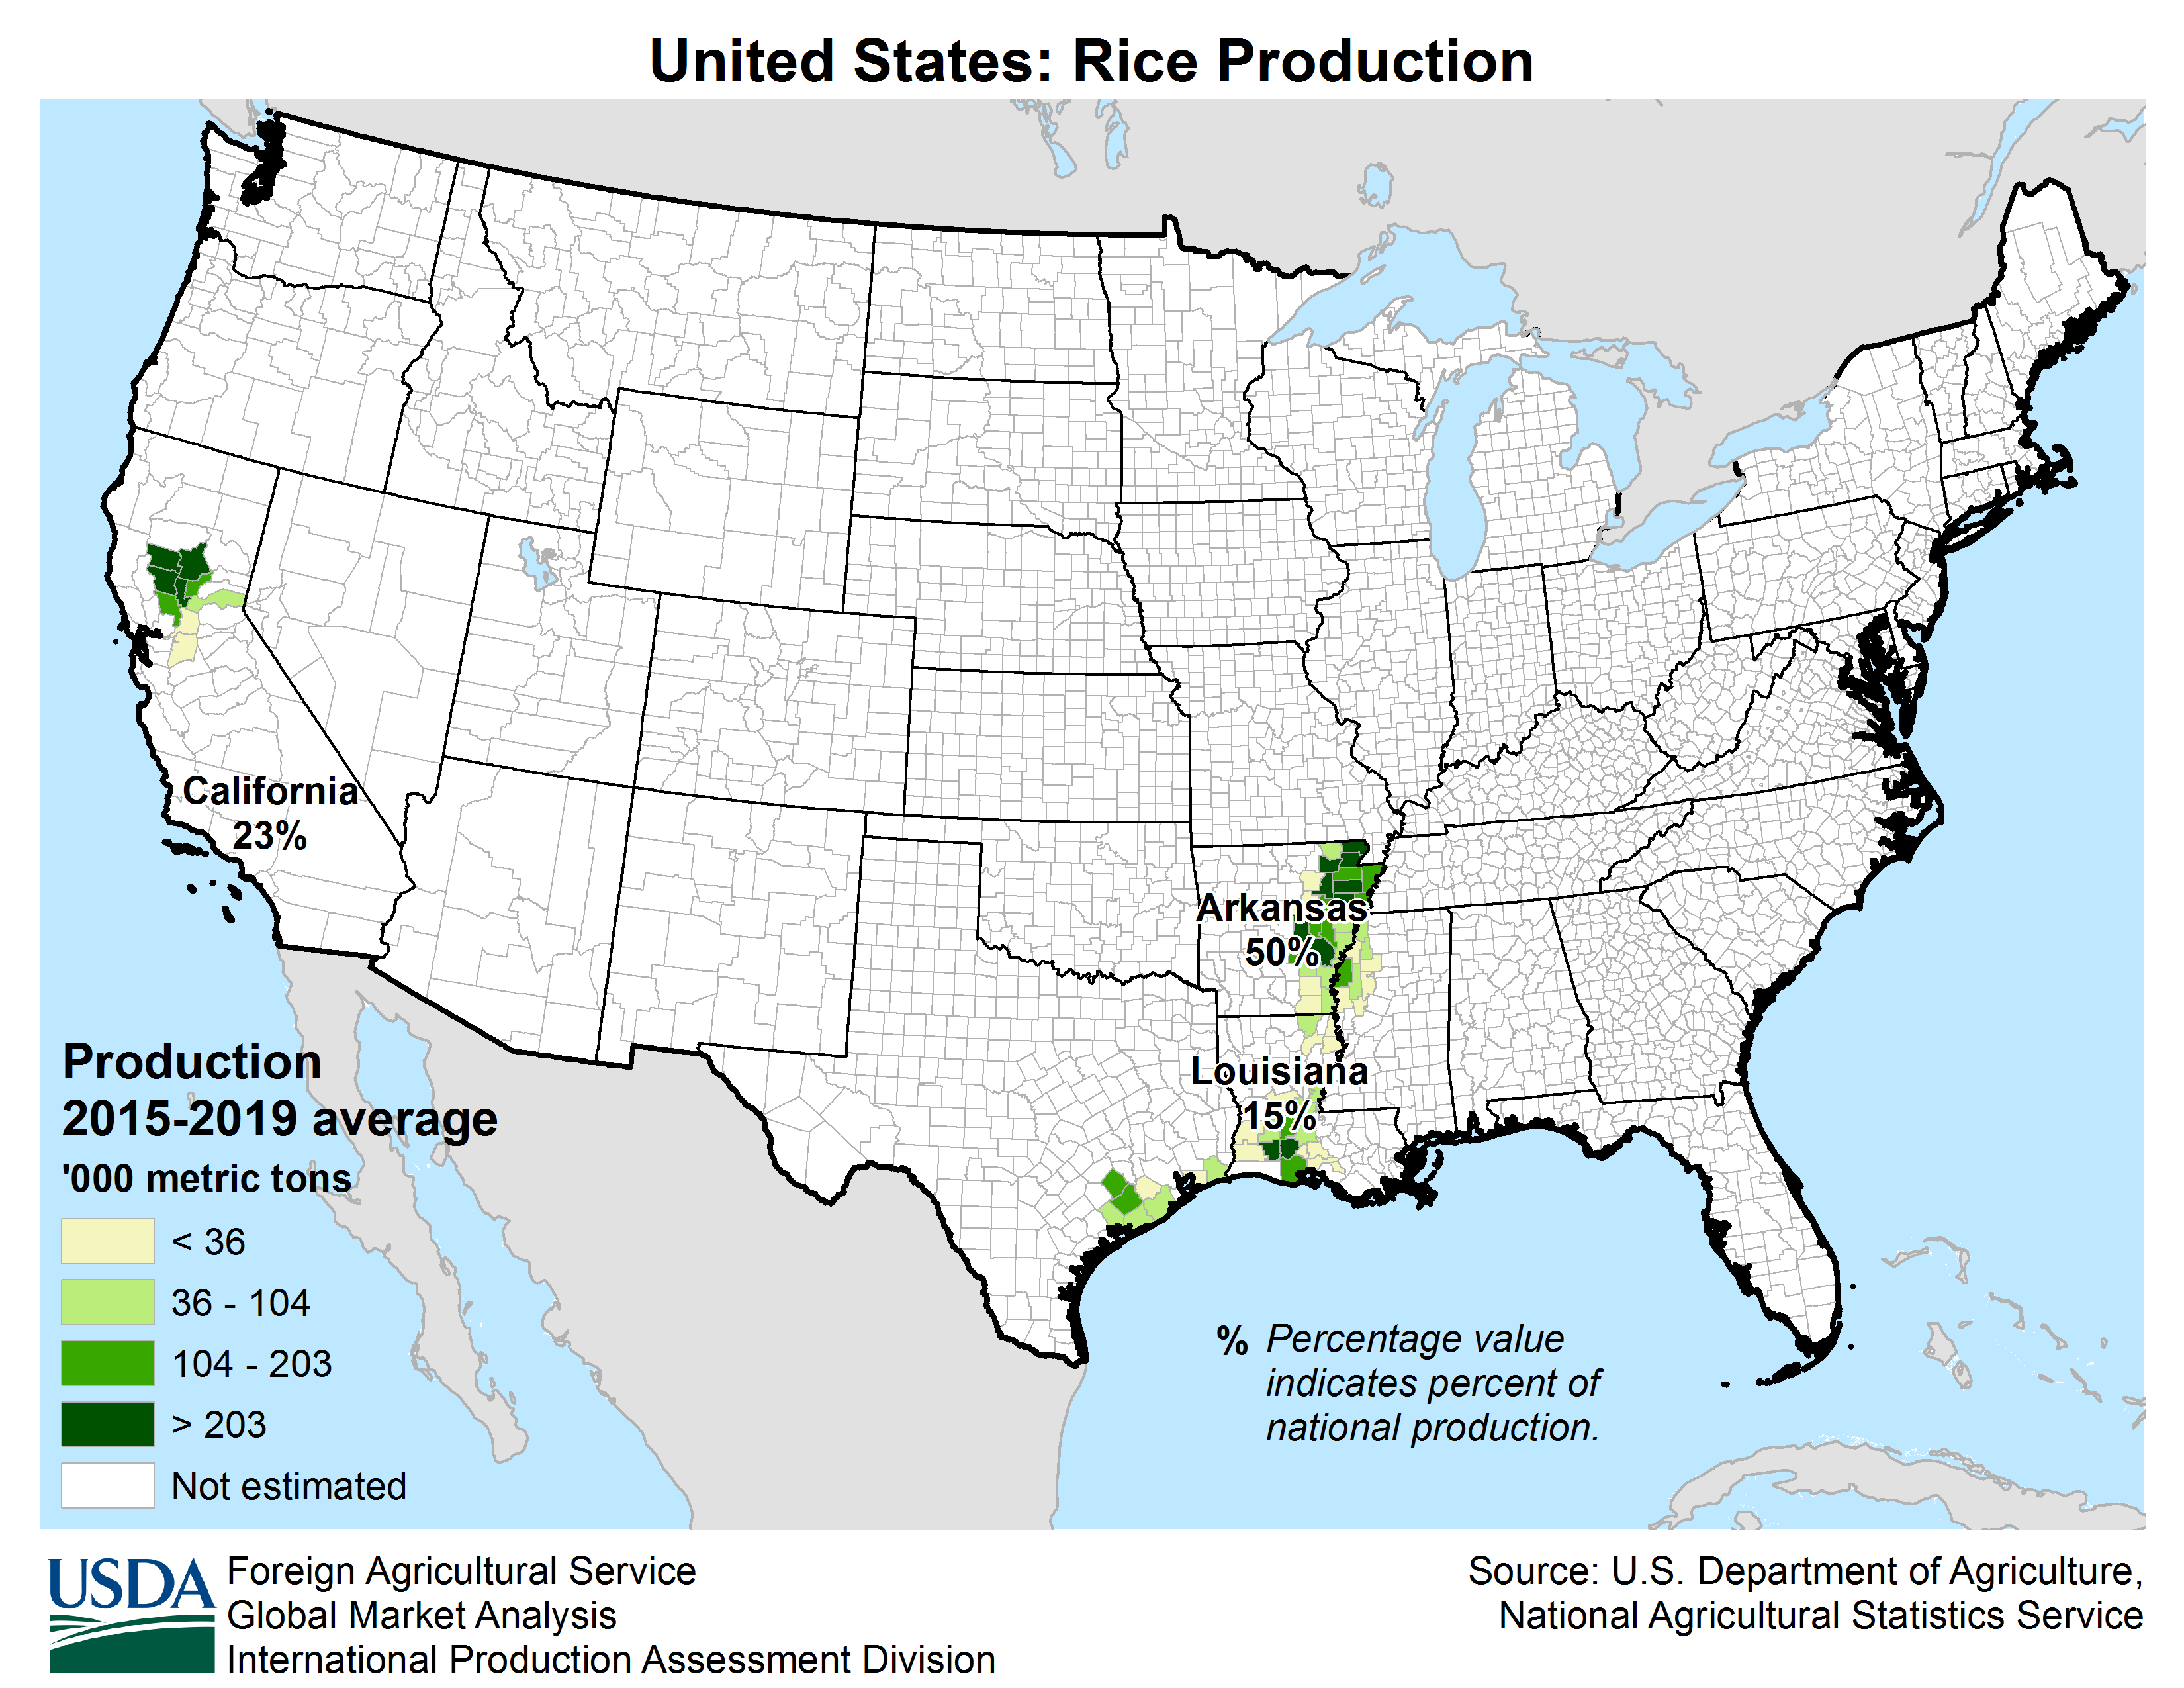 United States: Rice Production
California
23%
Arkansas
50%
Louisiana
15%
Production
2015-2019 average
'000 metric tons
< 36
36 - 104
104 - 203
> 203
Not estimated
% Percentage value
indicates percent of
national production.
USDA
Foreign Agricultural Service
Global Market Analysis
International Production Assessment Division
Source: U.S. Department of Agriculture,
National Agricultural Statistics Service